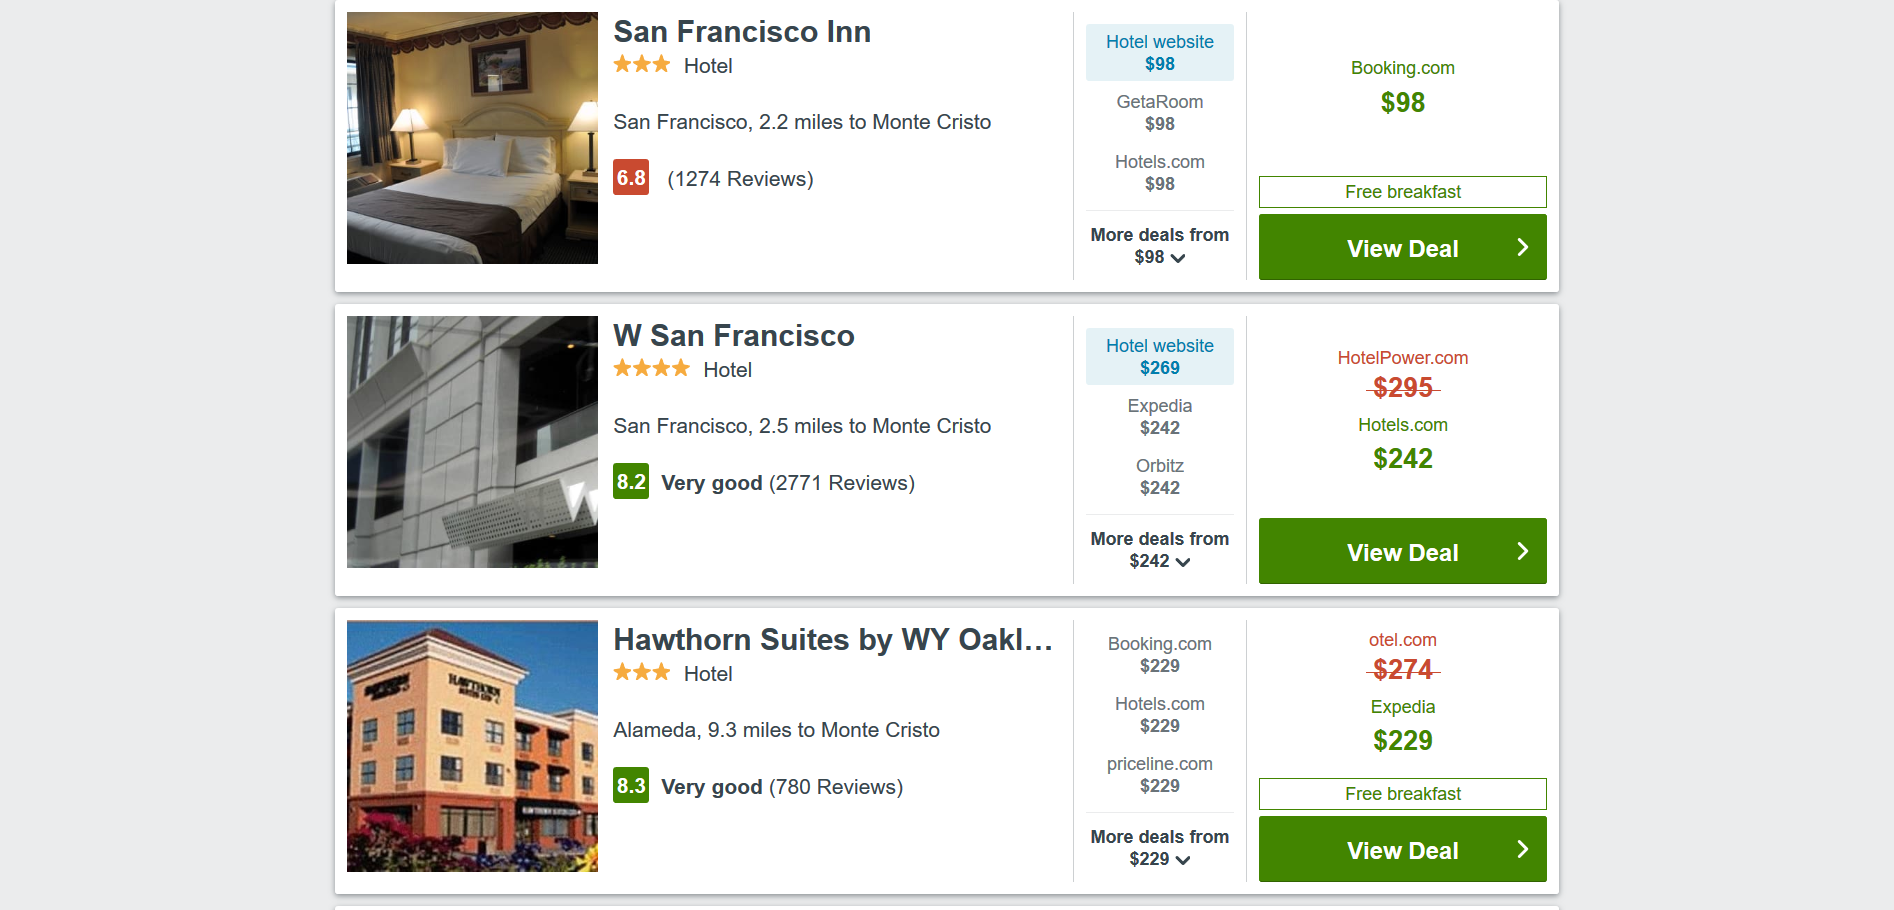 San Francisco Inn
Hotel
San Francisco, 2.2 miles to Monte Cristo
6.8 (1274 Reviews)
Hotel website
$98
GetaRoom
$98
Hotels.com
$98
More deals from
$98
Booking.com
$98
Free breakfast
View Deal
W San Francisco
Hotel
San Francisco, 2.5 miles to Monte Cristo
8.2 Very good (2771 Reviews)
Hotel website
$269
Expedia
$242
Orbitz
$242
More deals from
$242
HotelPower.com
$295
Hotels.com
$242
View Deal
W
HAWTHORN
Hawthorn Suites by WY Oakl…
Hotel
Alameda, 9.3 miles to Monte Cristo
8.3 Very good (780 Reviews)
Booking.com
$229
Hotels.com
$229
priceline.com
$229
More deals from
$229
otel.com
$274
Expedia
$229
Free breakfast
View Deal